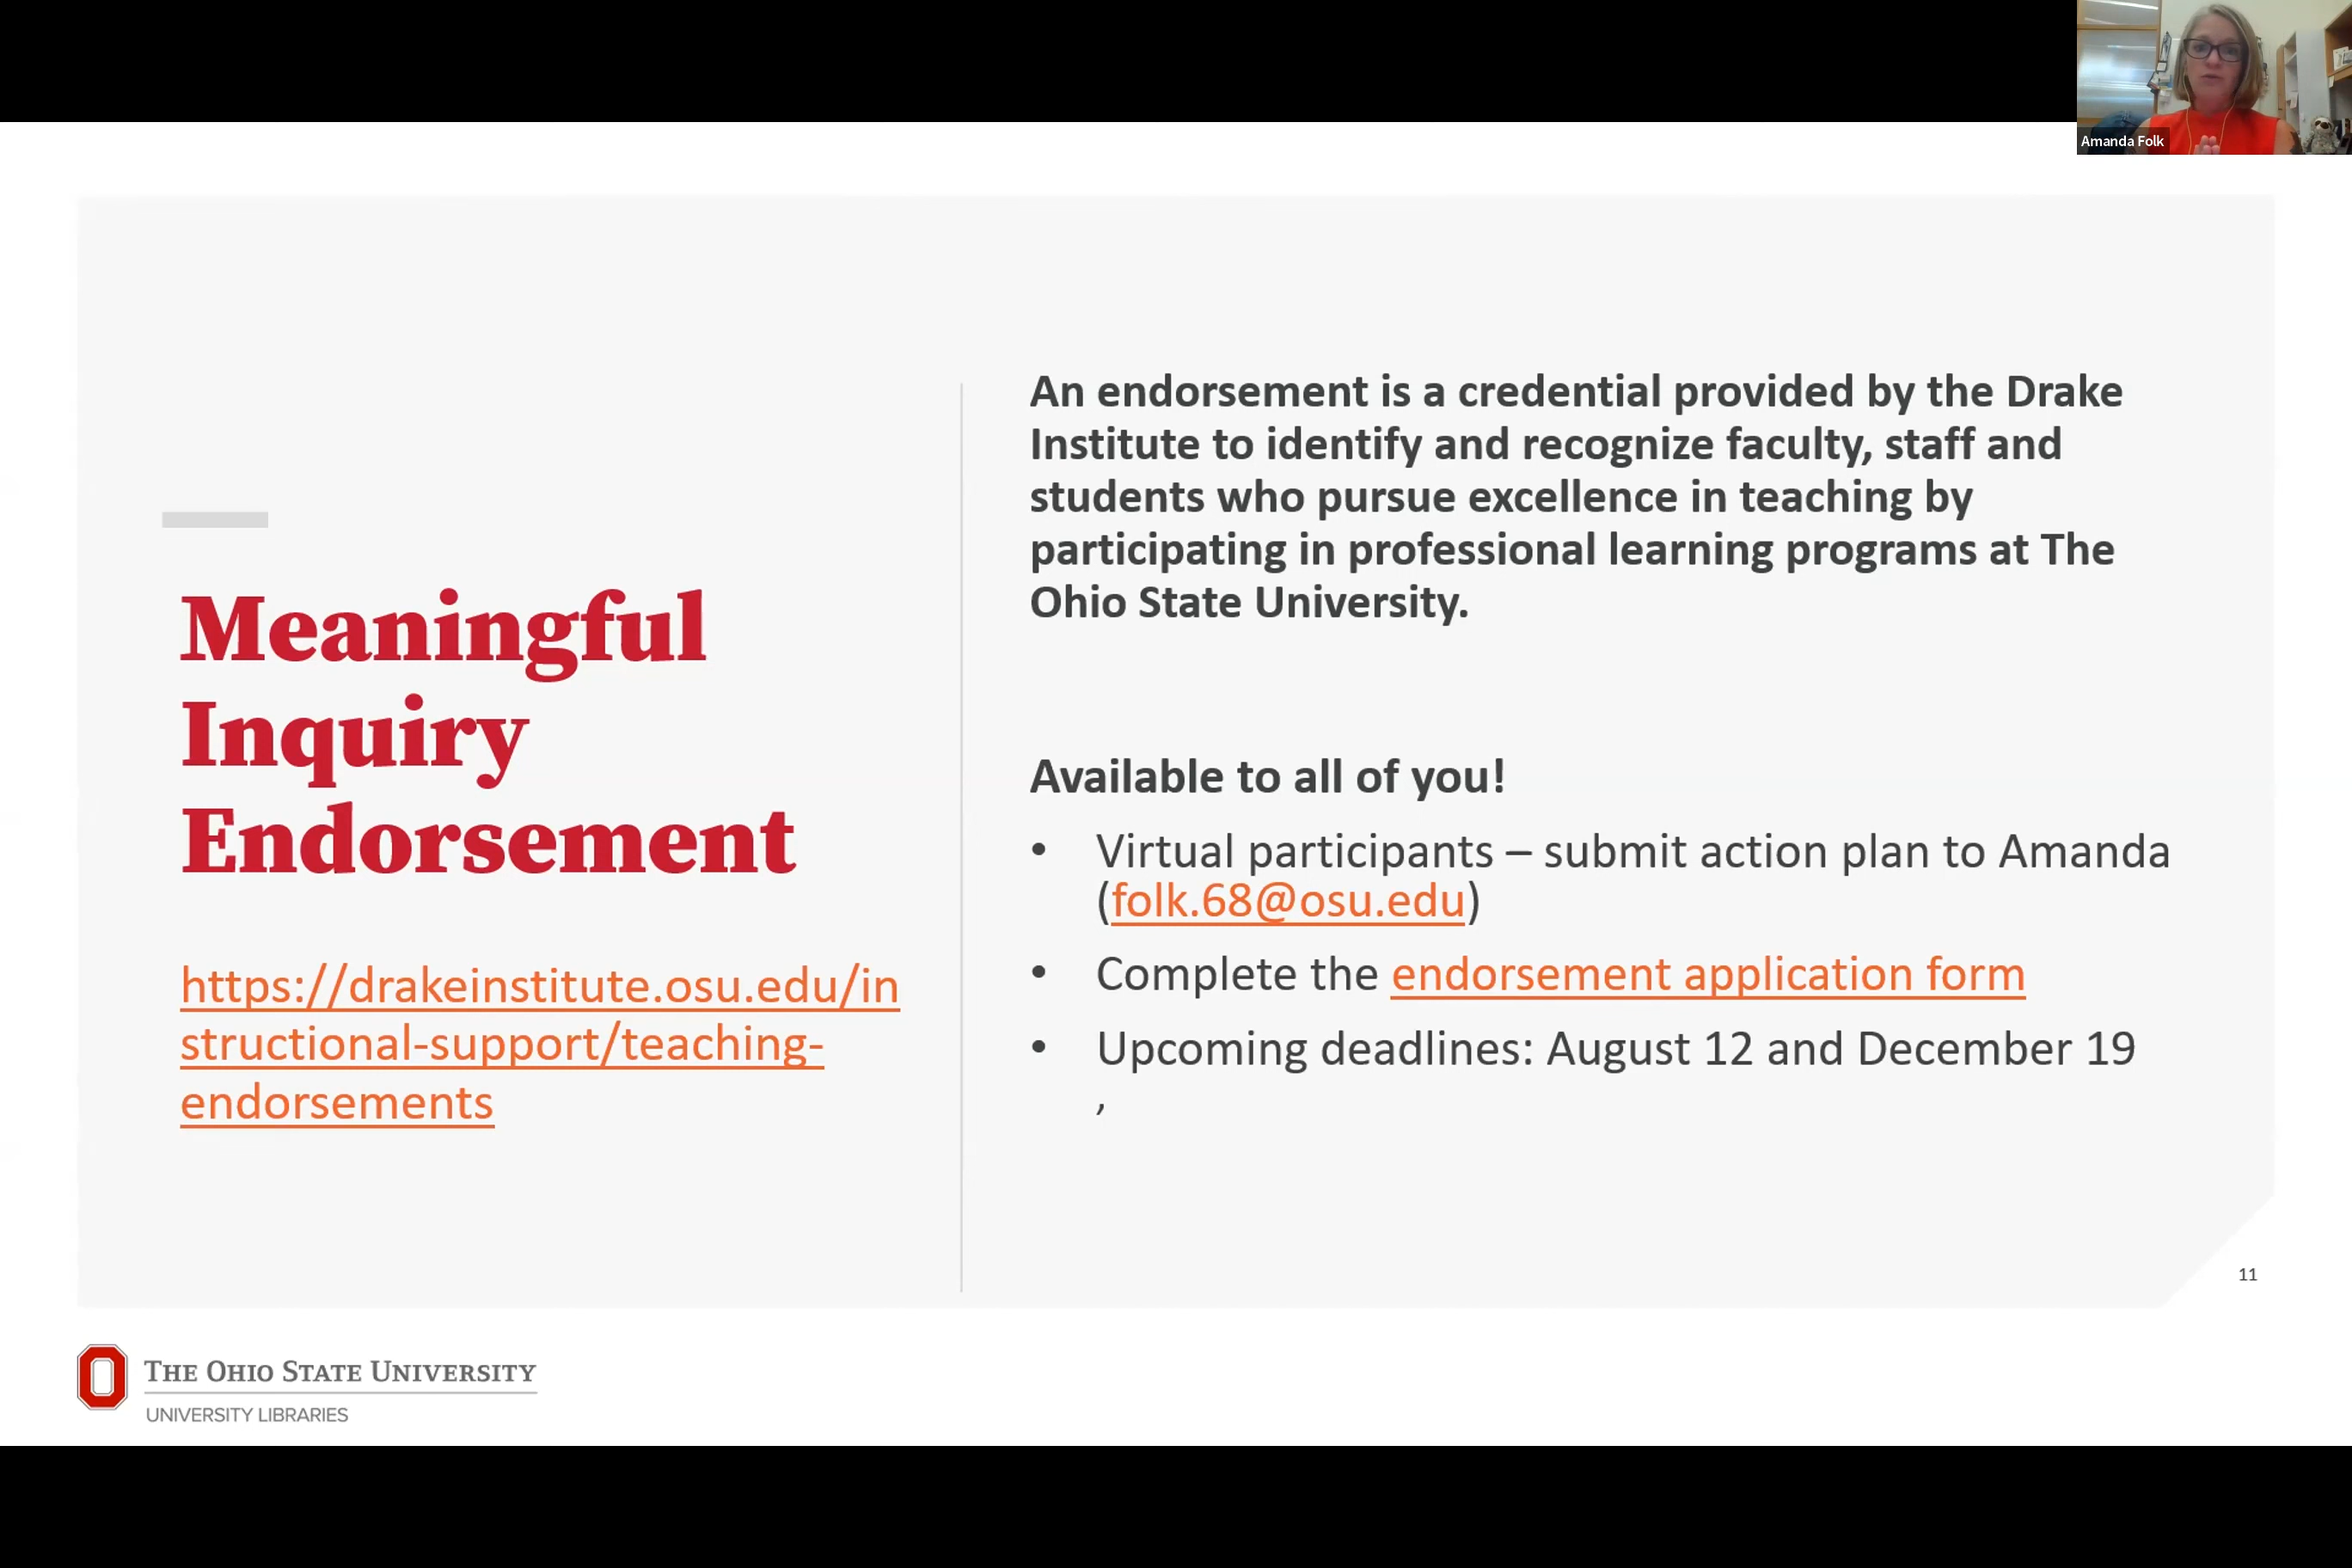 Amanda Folk
Meaningful
Inquiry
Endorsement
https://drakeinstitute.osu.edu/in
structional-support/teaching-
endorsements
An endorsement is a credential provided by the Drake
Institute to identify and recognize faculty, staff and
students who pursue excellence in teaching by
participating in professional learning programs at The
Ohio State University.
Available to all of you!
• Virtual participants – submit action plan to Amanda
(folk.68@osu.edu)
• Complete the endorsement application form
• Upcoming deadlines: August 12 and December 19
,
11
THE OHIO STATE UNIVERSITY
UNIVERSITY LIBRARIES